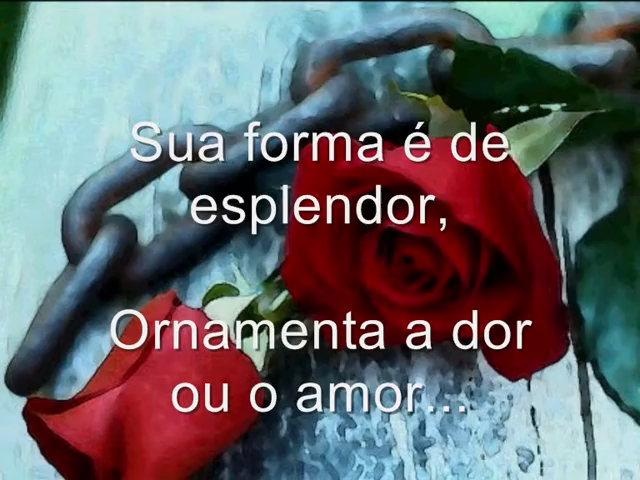 Sua forma é de
esplendor,
Ornamenta a dor
ou o amor...